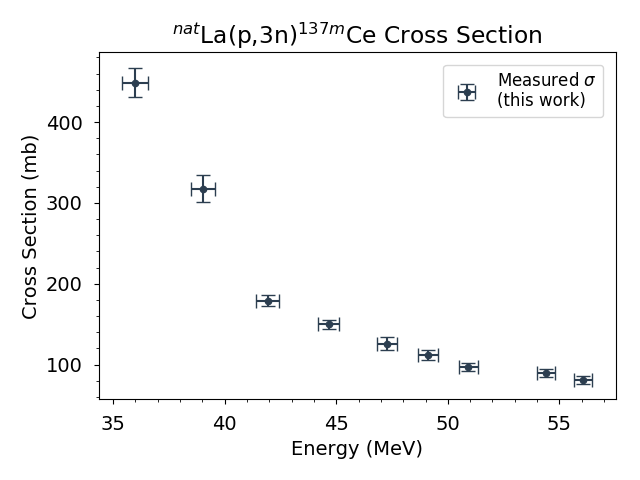 ⁿᵃᵗLa(p,3n)¹³⁷ᵐCe Cross Section
Measured σ
(this work)
Cross Section (mb)
400
300
200
100
35 40 45 50 55
Energy (MeV)